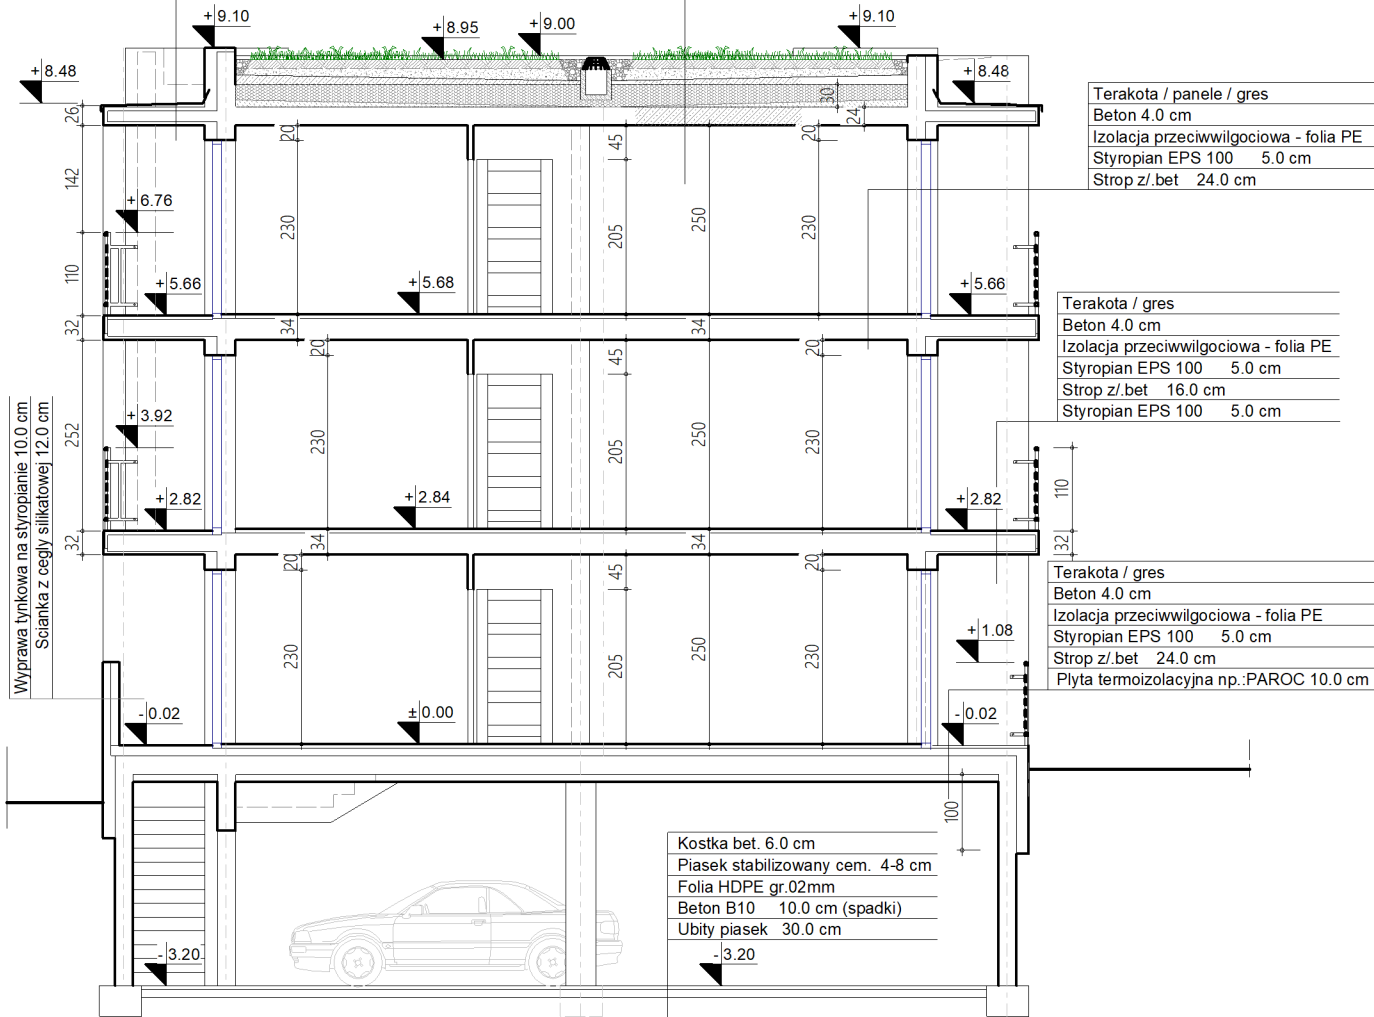 + 9.10
+ 8.95
+ 9.00
+ 9.10
+ 8.48
+ 8.48
26
20
45
30
24
20
142
+ 6.76
230
205
250
230
110
+ 5.66
+ 5.68
+ 5.66
32
34
34
20
45
20
+ 3.92
252
230
205
250
230
+ 2.82
+ 2.84
+ 2.82
110
32
34
34
32
20
45
20
230
205
250
230
+ 1.08
- 0.02
± 0.00
- 0.02
100
- 3.20
- 3.20
Wyprawa tynkowa na styropianie 10.0 cm
Scianka z cegly silikatowej 12.0 cm
Terakota / panele / gres
Beton 4.0 cm
Izolacja przeciwwilgociowa - folia PE
Styropian EPS 100 5.0 cm
Strop z/.bet 24.0 cm
Terakota / gres
Beton 4.0 cm
Izolacja przeciwwilgociowa - folia PE
Styropian EPS 100 5.0 cm
Strop z/.bet 16.0 cm
Styropian EPS 100 5.0 cm
Terakota / gres
Beton 4.0 cm
Izolacja przeciwwilgociowa - folia PE
Styropian EPS 100 5.0 cm
Strop z/.bet 24.0 cm
Plyta termoizolacyjna np.:PAROC 10.0 cm
Kostka bet. 6.0 cm
Piasek stabilizowany cem. 4-8 cm
Folia HDPE gr.02mm
Beton B10 10.0 cm (spadki)
Ubity piasek 30.0 cm